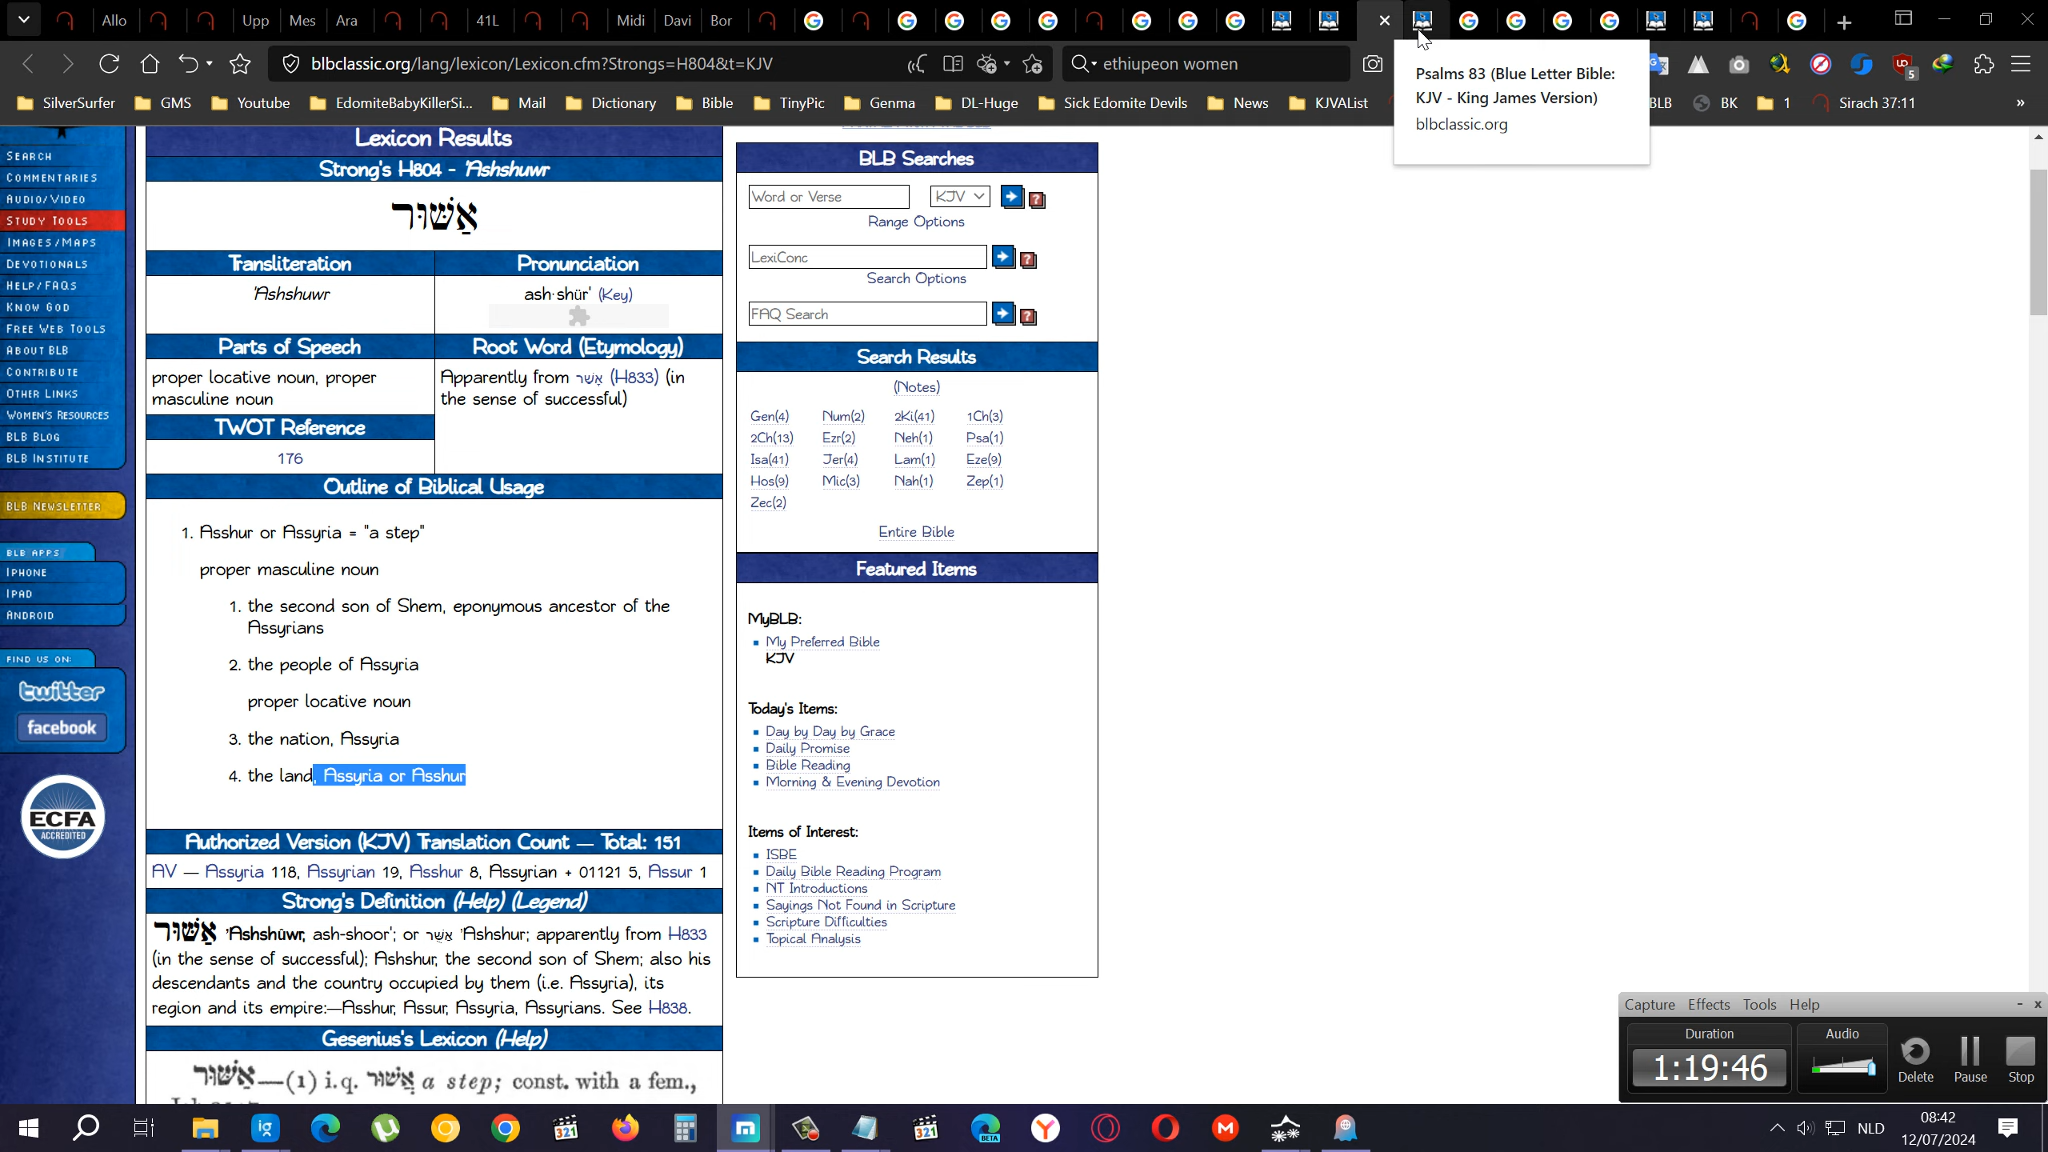 Allo
Upp
Mes
Ara
41L
Midi
Davi
Bor
blbclassic.org/lang/lexicon/Lexicon.cfm?Strongs=H804&t=KJV
ethiupeon women
SilverSurfer
GMS
Youtube
EdomiteBabyKillerSi...
Mail
Dictionary
Bible
TinyPic
Genma
DL-Huge
Sick Edomite Devils
News
KJVAList
BLB
BK
1
Sirach 37:11
»
Psalms 83 (Blue Letter Bible:
KJV - King James Version)
blbclassic.org
SEARCH
COMMENTARIES
AUDIO/VIDEO
STUDY TOOLS
IMAGES/MAPS
DEVOTIONALS
HELP/FAQS
KNOW GOD
FREE WEB TOOLS
ABOUT BLB
CONTRIBUTE
OTHER LINKS
WOMEN'S RESOURCES
BLB BLOG
BLB INSTITUTE
BLB NEWSLETTER
BLB APPS
IPHONE
IPAD
ANDROID
FIND US ON:
twitter
facebook
ECFA
ACCREDITED
Lexicon Results
Strong's H804 - 'Ashshuwr
אַשּׁוּר
Transliteration
Pronunciation
'Ashshuwr
ash·shür' (Key)
Parts of Speech
Root Word (Etymology)
proper locative noun, proper
masculine noun
Apparently from אָשַׁר (H833) (in
the sense of successful)
TWOT Reference
176
Outline of Biblical Usage
1. Asshur or Assyria = "a step"
proper masculine noun
1. the second son of Shem, eponymous ancestor of the
Assyrians
2. the people of Assyria
proper locative noun
3. the nation, Assyria
4. the land, Assyria or Asshur
Authorized Version (KJV) Translation Count — Total: 151
AV — Assyria 118, Assyrian 19, Asshur 8, Assyrian + 01121 5, Assur 1
Strong's Definition (Help) (Legend)
אַשּׁוּר 'Ashshûwr, ash-shoor'; or אַשֻּׁר 'Ashshur; apparently from H833
(in the sense of successful); Ashshur, the second son of Shem; also his
descendants and the country occupied by them (i.e. Assyria), its
region and its empire:—Asshur, Assur, Assyria, Assyrians. See H838.
Gesenius's Lexicon (Help)
אַשּׁוּר—(1) i.q. אָשׁוּר a step; const. with a fem.,
BLB Searches
Word or Verse
KJV
Range Options
LexiConc
Search Options
FAQ Search
Search Results
(Notes)
Gen(4) Num(2) 2Ki(41) 1Ch(3)
2Ch(13) Ezr(2) Neh(1) Psa(1)
Isa(41) Jer(4) Lam(1) Eze(9)
Hos(9) Mic(3) Nah(1) Zep(1)
Zec(2)
Entire Bible
Featured Items
MyBLB:
My Preferred Bible
KJV
Today's Items:
Day by Day by Grace
Daily Promise
Bible Reading
Morning & Evening Devotion
Items of Interest:
ISBE
Daily Bible Reading Program
NT Introductions
Sayings Not Found in Scripture
Scripture Difficulties
Topical Analysis
Capture Effects Tools Help
Duration
Audio
1:19:46
Delete
Pause
Stop
NLD
08:42
12/07/2024